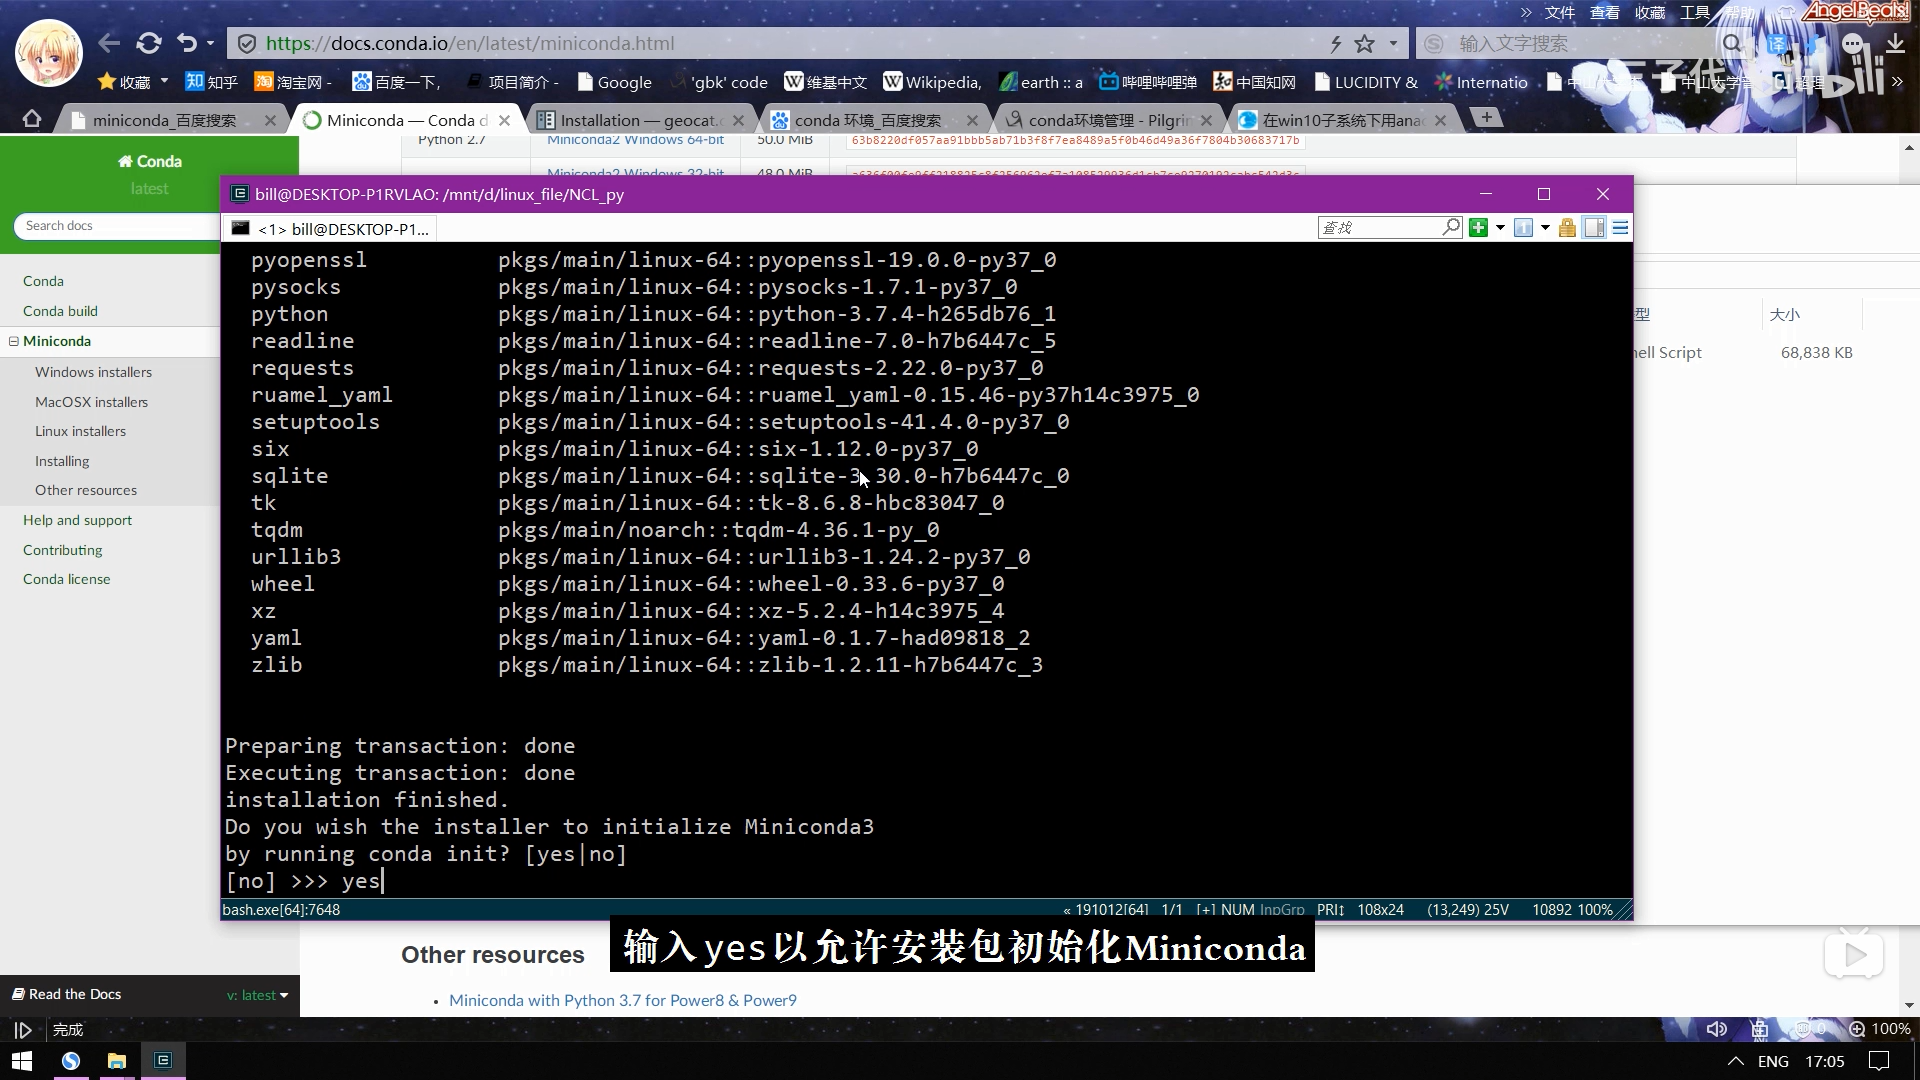 » 文件 查看 收藏 工具 帮助 AngelBeats!
https://docs.conda.io/en/latest/miniconda.html
输入文字搜索
收藏 知乎 淘宝网 - 百度一下, 项目简介 - Google 'gbk' code 维基中文 Wikipedia, earth :: a 哔哩哔哩弹 中国知网 LUCIDITY & Internatio
bilibili
miniconda_百度搜索 Miniconda — Conda d Installation — geocat. conda 环境_百度搜索 conda环境管理 - Pilgrim 在win10子系统下用anac
Python 2.7 Miniconda2 Windows 64-bit 50.0 MiB 63b8220df057aa91bbb5ab71b3f8f7ea8489a5f0b46d49a36f7804b30683717b
Miniconda2 Windows 32-bit 48.0 MiB
Conda
latest
Search docs
Conda
Conda build
Miniconda
Windows installers
MacOSX installers
Linux installers
Installing
Other resources
Help and support
Contributing
Conda license
Read the Docs v: latest
bill@DESKTOP-P1RVLAO: /mnt/d/linux_file/NCL_py
<1> bill@DESKTOP-P1... 查找
pyopenssl pkgs/main/linux-64::pyopenssl-19.0.0-py37_0
pysocks pkgs/main/linux-64::pysocks-1.7.1-py37_0
python pkgs/main/linux-64::python-3.7.4-h265db76_1
readline pkgs/main/linux-64::readline-7.0-h7b6447c_5
requests pkgs/main/linux-64::requests-2.22.0-py37_0
ruamel_yaml pkgs/main/linux-64::ruamel_yaml-0.15.46-py37h14c3975_0
setuptools pkgs/main/linux-64::setuptools-41.4.0-py37_0
six pkgs/main/linux-64::six-1.12.0-py37_0
sqlite pkgs/main/linux-64::sqlite-3.30.0-h7b6447c_0
tk pkgs/main/linux-64::tk-8.6.8-hbc83047_0
tqdm pkgs/main/noarch::tqdm-4.36.1-py_0
urllib3 pkgs/main/linux-64::urllib3-1.24.2-py37_0
wheel pkgs/main/linux-64::wheel-0.33.6-py37_0
xz pkgs/main/linux-64::xz-5.2.4-h14c3975_4
yaml pkgs/main/linux-64::yaml-0.1.7-had09818_2
zlib pkgs/main/linux-64::zlib-1.2.11-h7b6447c_3
Preparing transaction: done
Executing transaction: done
installation finished.
Do you wish the installer to initialize Miniconda3
by running conda init? [yes|no]
[no] >>> yes
bash.exe[64]:7648 « 191012[64] 1/1 [+] NUM InpGrp PRI↕ 108x24 (13,249) 25V 10892 100%
型 大小
hell Script 68,838 KB
输入yes以允许安装包初始化Miniconda
Other resources
• Miniconda with Python 3.7 for Power8 & Power9
完成 0 100%
ENG 17:05